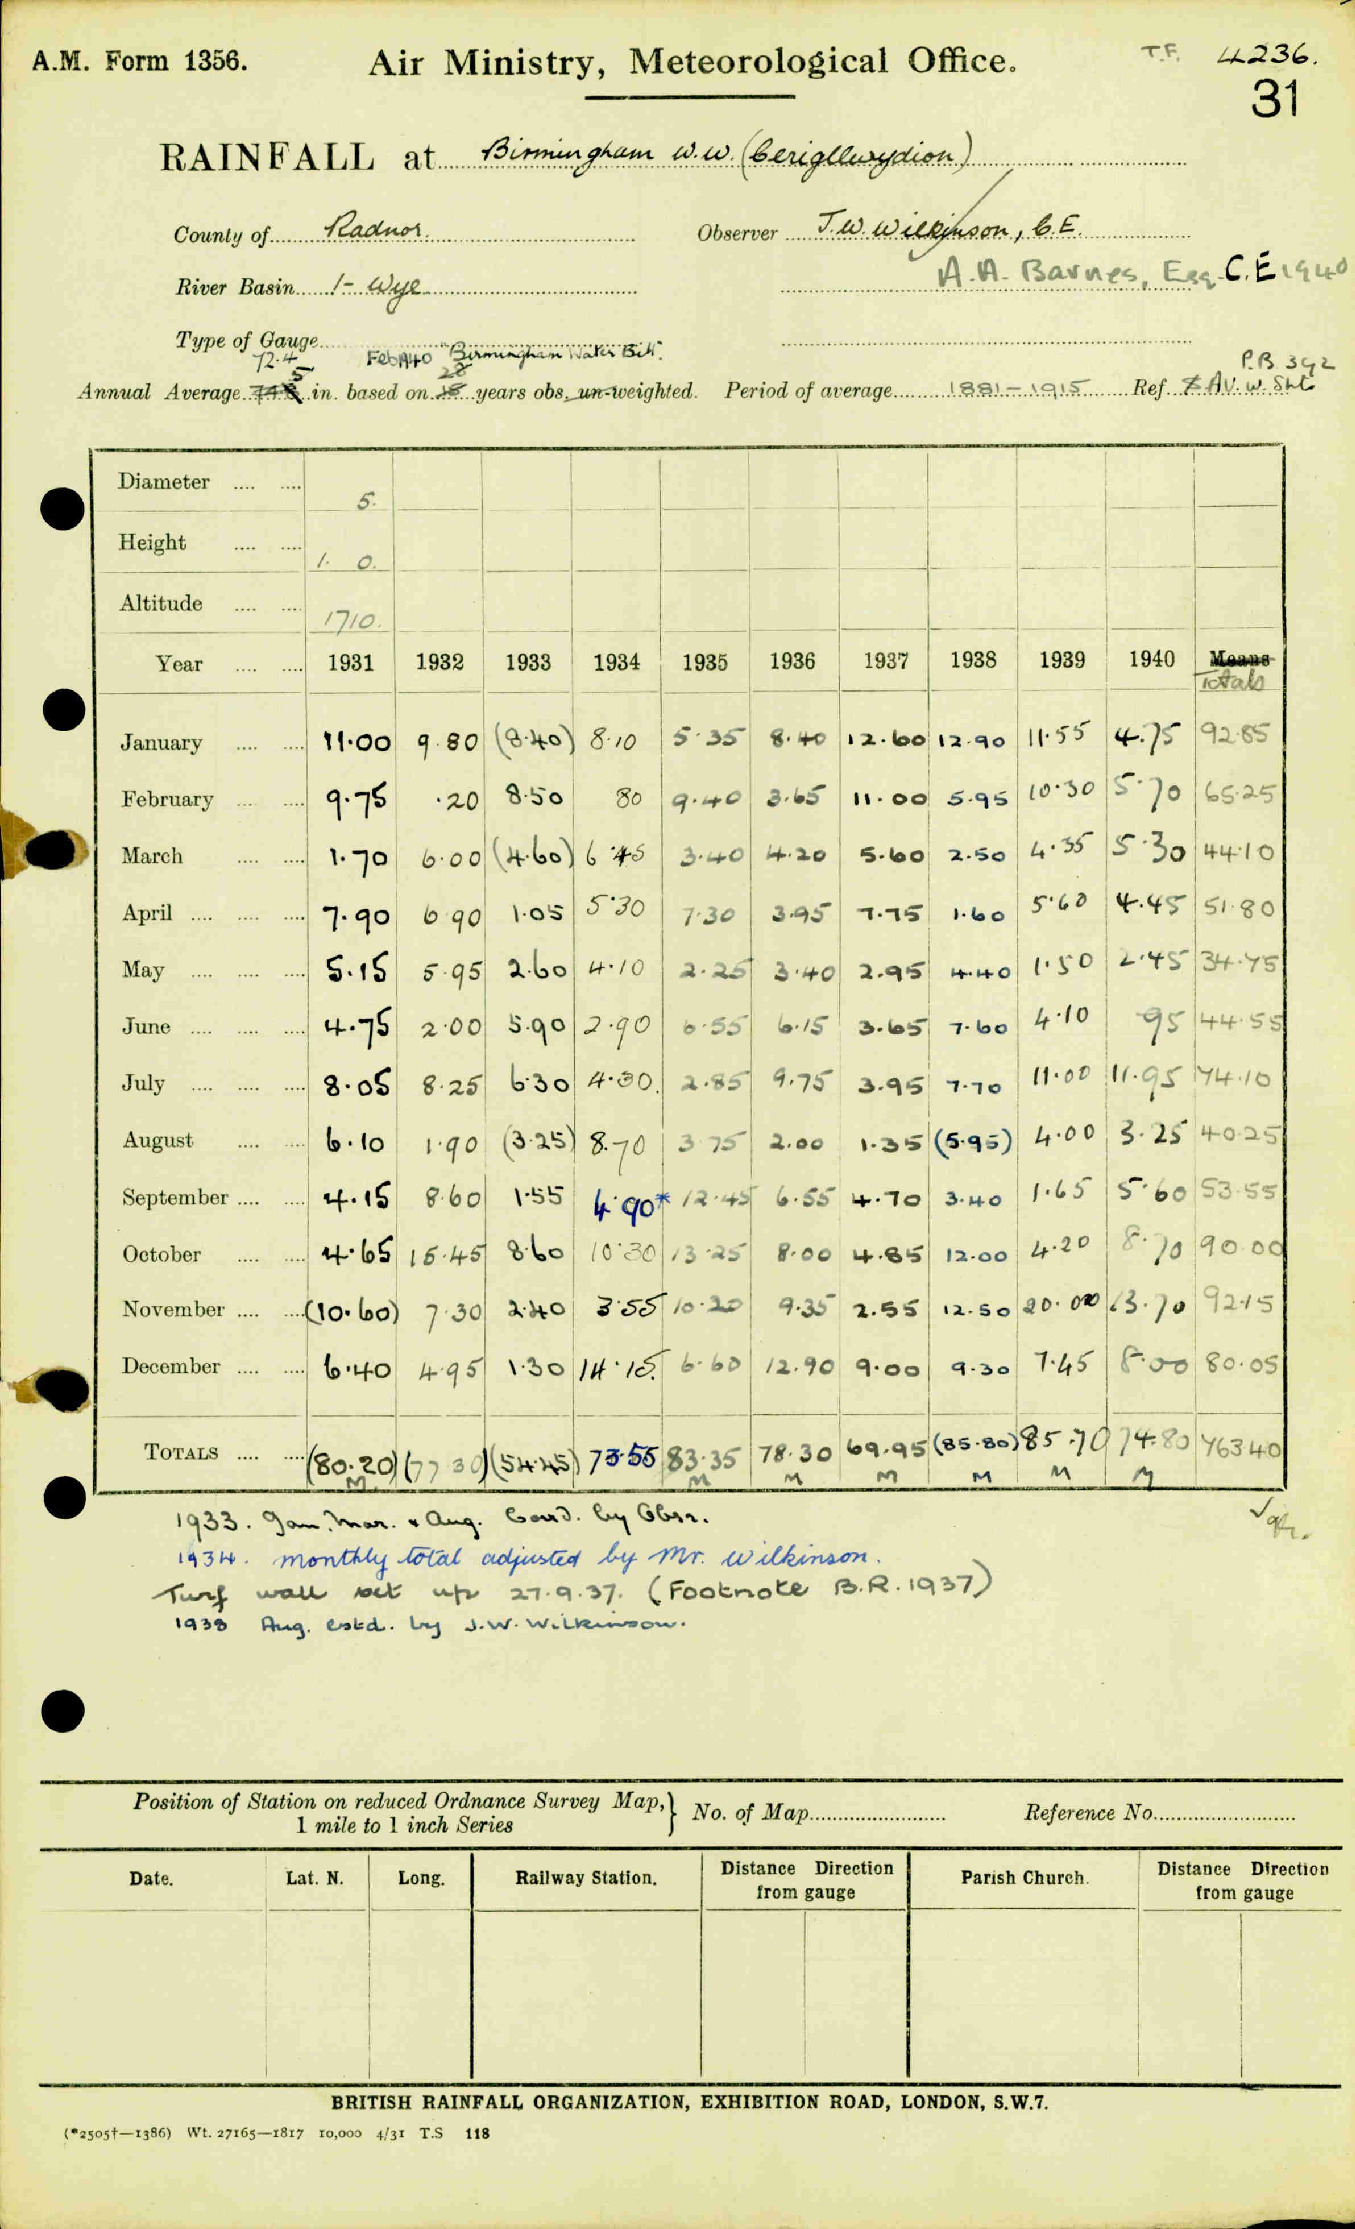 A.M. Form 1356. Air Ministry, Meteorological Office. T.F. 4236.
31
RAINFALL at Birmingham W.W. (Cerigllwydion)
County of Radnor. Observer J.W. Wilkinson, C.E.
A.A. Barnes, Esq. C.E 1940
River Basin 1- Wye
Type of Gauge
72.4 Feb 1940 "Birmingham Water Bill". P.B. 392
5 28
Annual Average in. based on 18 years obs. un-weighted. Period of average 1881-1915 Ref. Av. W. Sht
Diameter 5.
Height 1. 0.
Altitude 1710.
Year 1931 1932 1933 1934 1935 1936 1937 1938 1939 1940 Means
Totals
January 11.00 9.80 (8.40) 8.10 5.35 8.40 12.60 12.90 11.55 4.75 92.85
February 9.75 .20 8.50 80 9.40 3.65 11.00 5.95 10.30 5.70 65.25
March 1.70 6.00 (4.60) 6.45 3.40 4.20 5.60 2.50 4.35 5.30 44.10
April 7.90 6.90 1.05 5.30 7.30 3.95 7.75 1.60 5.60 4.45 51.80
May 5.15 5.95 2.60 4.10 2.25 3.40 2.95 4.40 1.50 2.45 34.75
June 4.75 2.00 5.90 2.90 6.55 6.15 3.65 7.60 4.10 95 44.55
July 8.05 8.25 6.30 4.30 2.85 9.75 3.95 7.70 11.00 11.95 74.10
August 6.10 1.90 (3.25) 8.70 3.75 2.00 1.35 (5.95) 4.00 3.25 40.25
September 4.15 8.60 1.55 4.90* 12.45 6.55 4.70 3.40 1.65 5.60 53.55
October 4.65 15.45 8.60 10.30 13.25 8.00 4.85 12.00 4.20 8.70 90.00
November (10.60) 7.30 2.40 3.55 10.20 9.35 2.55 12.50 20.00 13.70 92.15
December 6.40 4.95 1.30 14.15 6.60 12.90 9.00 9.30 7.45 8.00 80.05
TOTALS (80.20) (77.30) (54.45) 73.55 83.35 78.30 69.95 (85.80) 85.70 74.80 763.40
M M M M M M M
1933. Jan. Mar. & Aug. Corrd. by Obsr.
1934. monthly total adjusted by Mr. Wilkinson.
Turf wall set up 27.9.37. (Footnote B.R. 1937)
1938 Aug. estd. by J.W. Wilkinson.
Position of Station on reduced Ordnance Survey Map, 1 mile to 1 inch Series } No. of Map Reference No.
Date. Lat. N. Long. Railway Station. Distance Direction from gauge Parish Church. Distance Direction from gauge
BRITISH RAINFALL ORGANIZATION, EXHIBITION ROAD, LONDON, S.W.7.
(*2505†—1386) Wt. 27165—1817 10,000 4/31 T.S 118